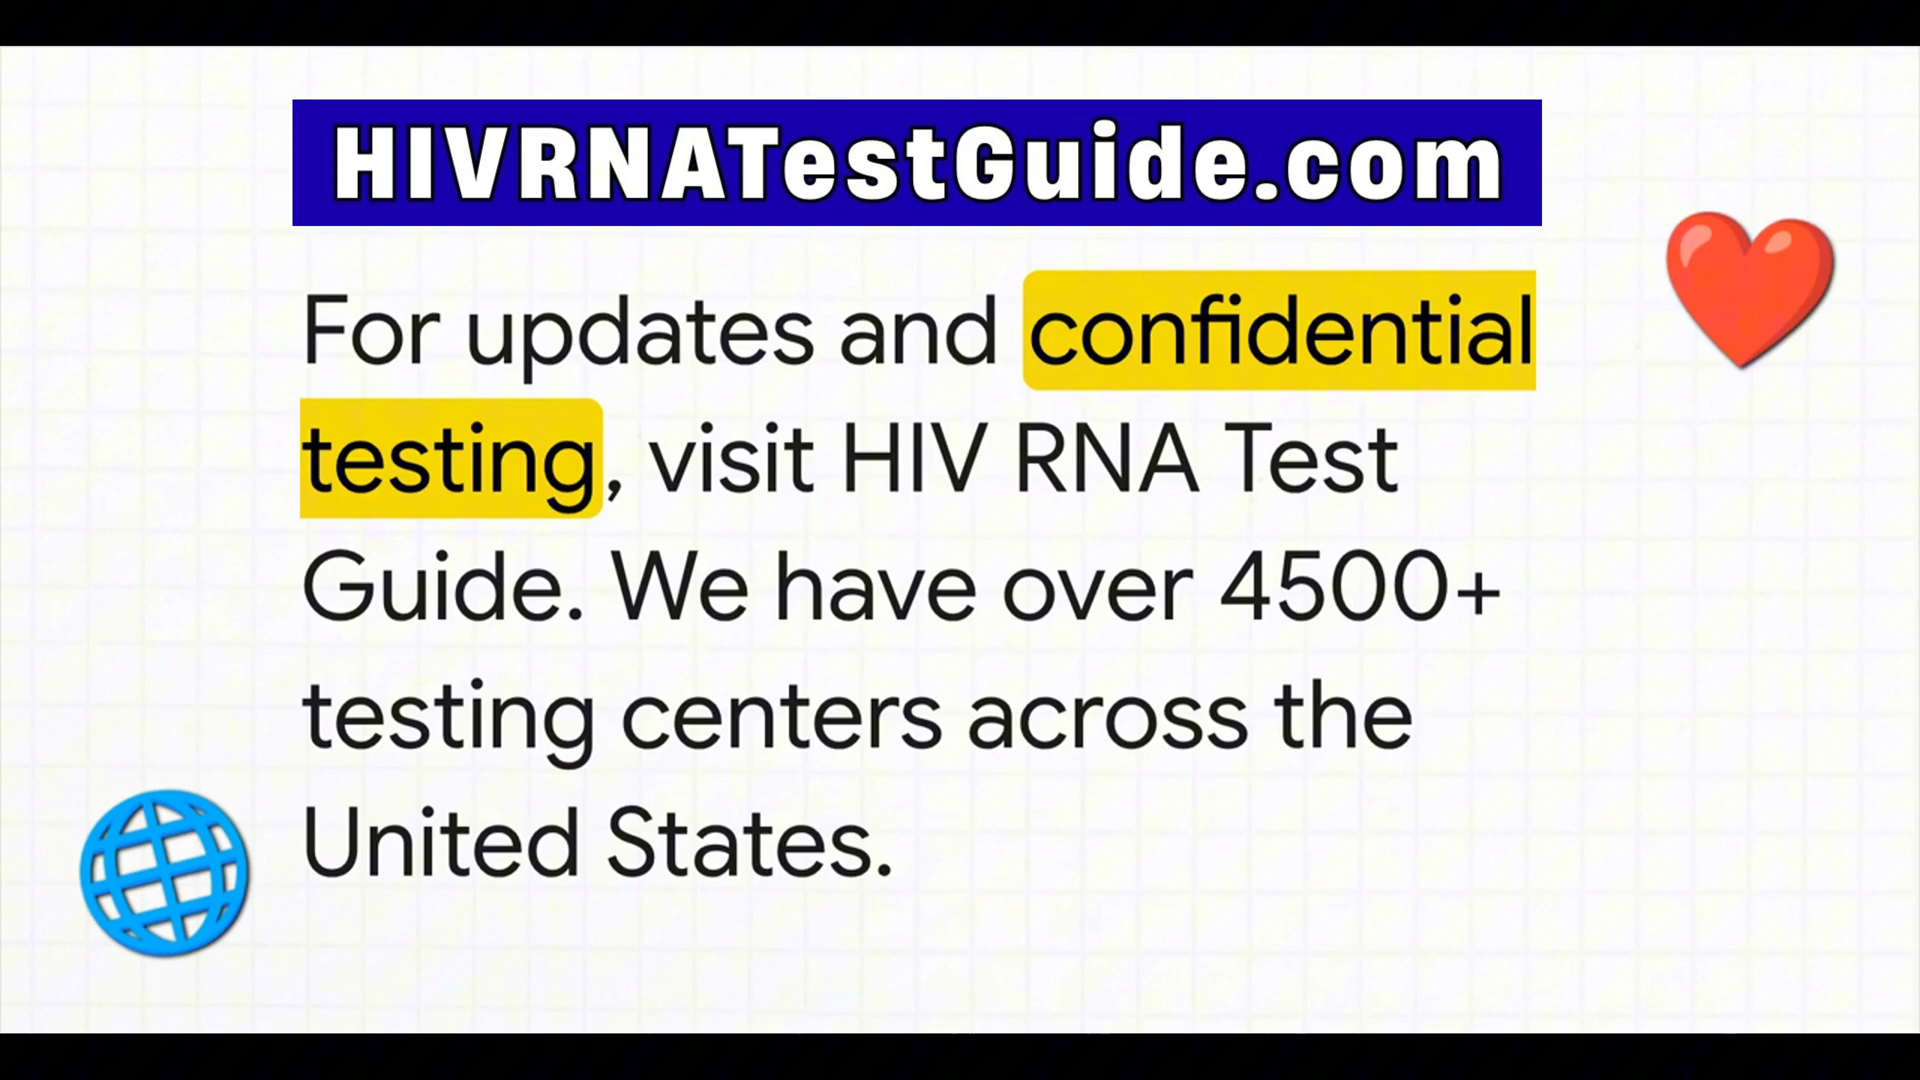 HIVRNATestGuide.com
For updates and confidential
testing, visit HIV RNA Test
Guide. We have over 4500+
testing centers across the
United States.